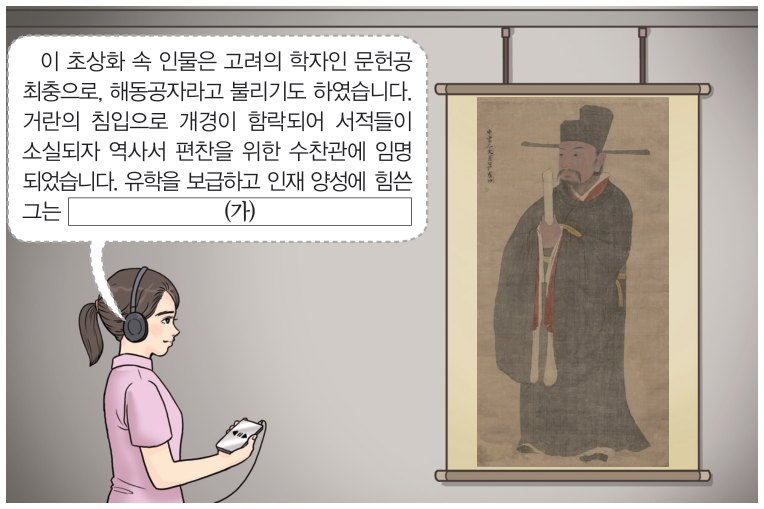 이 초상화 속 인물은 고려의 학자인 문헌공
최충으로, 해동공자라고 불리기도 하였습니다.
거란의 침입으로 개경이 함락되어 서적들이
소실되자 역사서 편찬을 위한 수찬관에 임명
되었습니다. 유학을 보급하고 인재 양성에 힘쓴
그는 (가)